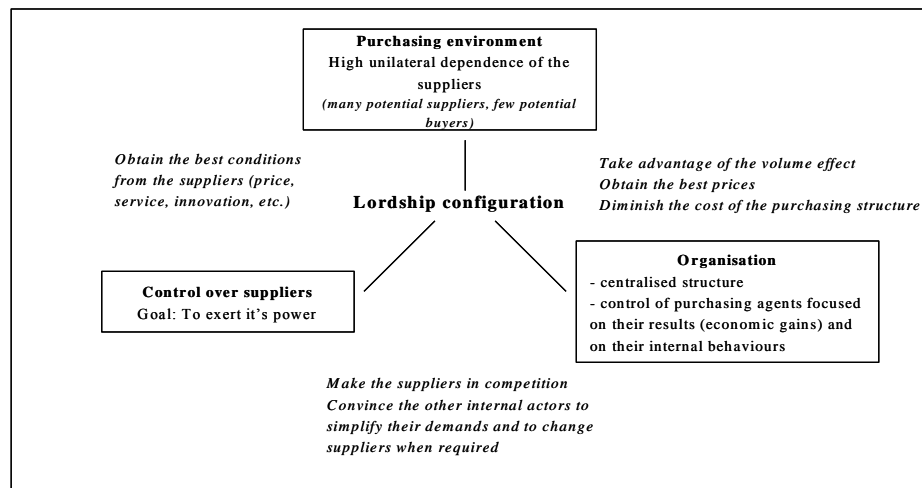 Purchasing environment
High unilateral dependence of the
suppliers
(many potential suppliers, few potential
buyers)
Obtain the best conditions
from the suppliers (price,
service, innovation, etc.)
Take advantage of the volume effect
Obtain the best prices
Diminish the cost of the purchasing structure
Lordship configuration
Control over suppliers
Goal: To exert it's power
Organisation
- centralised structure
- control of purchasing agents focused
on their results (economic gains) and
on their internal behaviours
Make the suppliers in competition
Convince the other internal actors to
simplify their demands and to change
suppliers when required